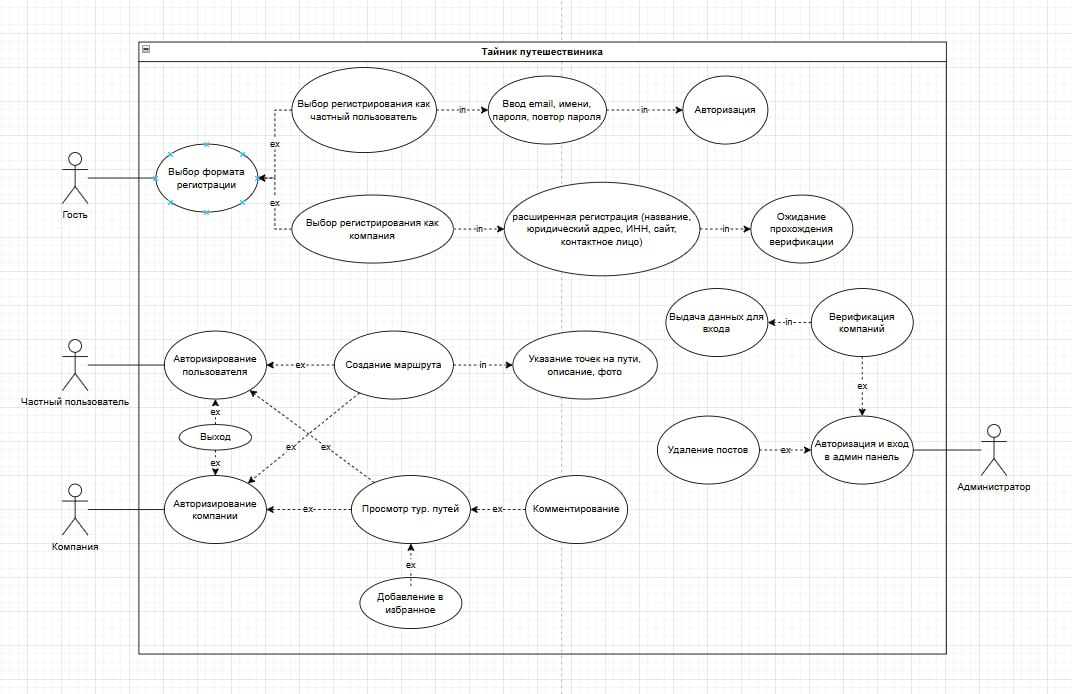 Тайник путешествиника
Выбор регистрирования как
частный пользователь
in
Ввод email, имени,
пароля, повтор пароля
in
Авторизация
ex
Выбор формата
регистрации
Гость
ex
Выбор регистрирования как
компания
in
расширенная регистрация (название,
юридический адрес, ИНН, сайт,
контактное лицо)
in
Ожидание
прохождения
верификации
Выдача данных для
входа
in
Верификация
компаний
ex
Частный пользователь
Авторизирование
пользователя
ex
Создание маршрута
in
Указание точек на пути,
описание, фото
ex
Выход
ex
ex
ex
Удаление постов
ex
Авторизация и вход
в админ панель
Администратор
Компания
Авторизирование
компании
ex
Просмотр тур. путей
ex
Комментирование
ex
Добавление в
избранное